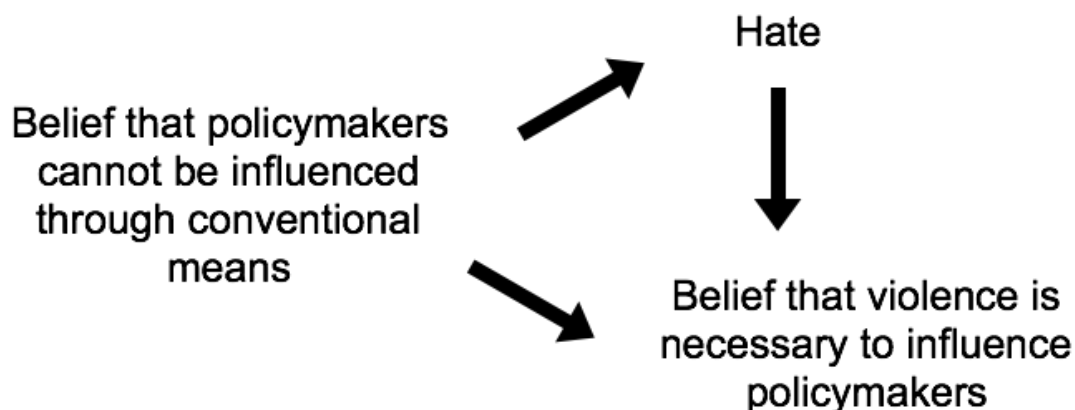 Hate
Belief that policymakers
cannot be influenced
through conventional
means
Belief that violence is
necessary to influence
policymakers